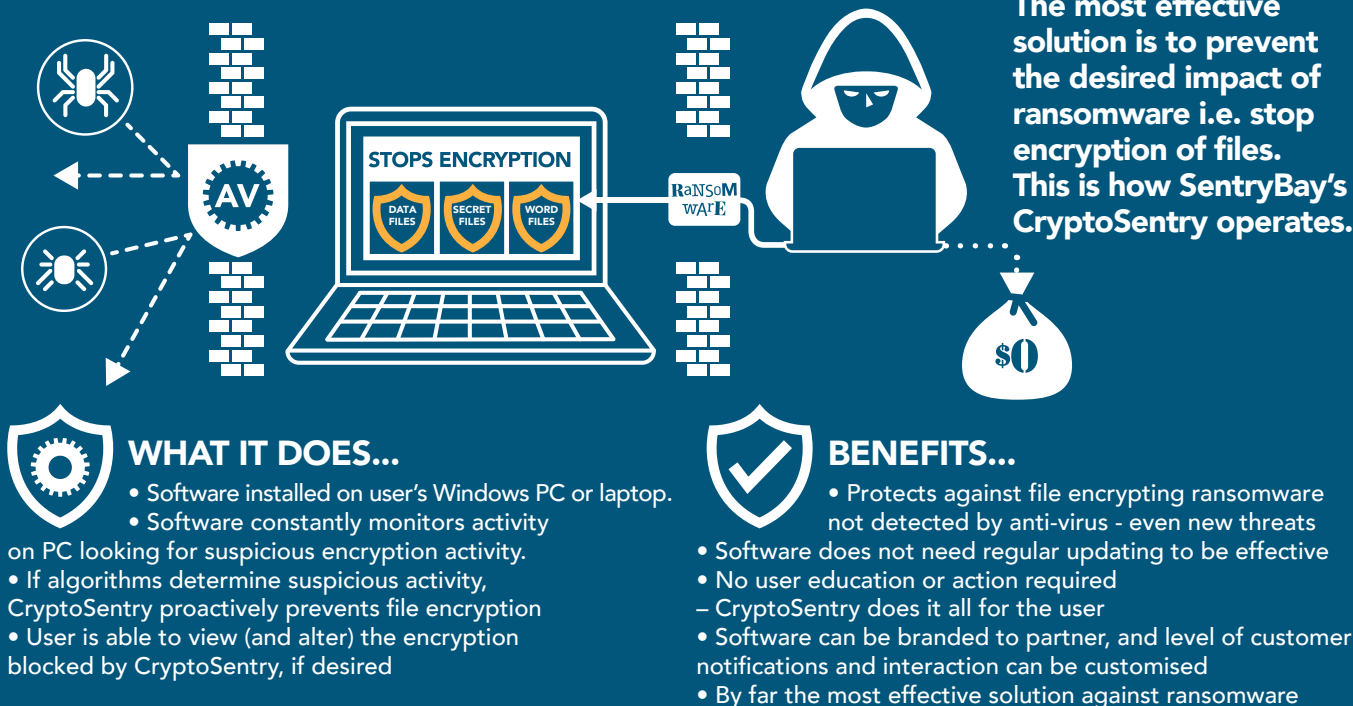 The most effective
solution is to prevent
the desired impact of
ransomware i.e. stop
encryption of files.
This is how SentryBay's
CryptoSentry operates.
AV
STOPS ENCRYPTION
DATA
FILES
SECRET
FILES
WORD
FILES
RaNSoM
WArE
$0
WHAT IT DOES...
• Software installed on user's Windows PC or laptop.
• Software constantly monitors activity
on PC looking for suspicious encryption activity.
• If algorithms determine suspicious activity,
CryptoSentry proactively prevents file encryption
• User is able to view (and alter) the encryption
blocked by CryptoSentry, if desired
BENEFITS...
• Protects against file encrypting ransomware
not detected by anti-virus - even new threats
• Software does not need regular updating to be effective
• No user education or action required
– CryptoSentry does it all for the user
• Software can be branded to partner, and level of customer
notifications and interaction can be customised
• By far the most effective solution against ransomware